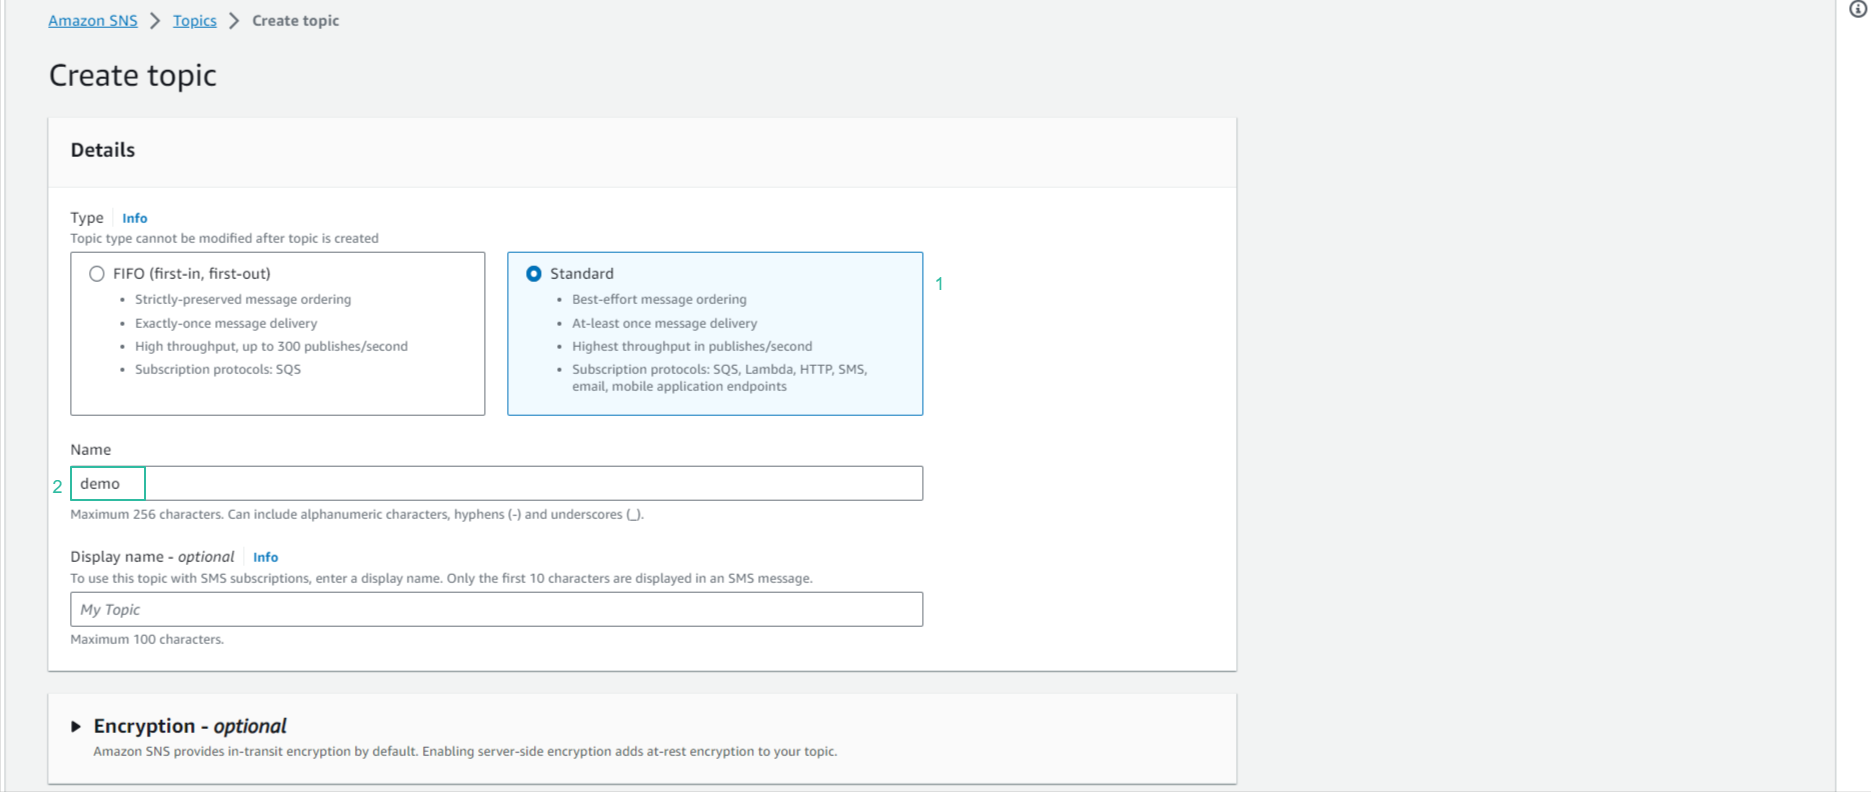 Amazon SNS > Topics > Create topic
Create topic
Details
Type Info
Topic type cannot be modified after topic is created
FIFO (first-in, first-out)
• Strictly-preserved message ordering
• Exactly-once message delivery
• High throughput, up to 300 publishes/second
• Subscription protocols: SQS
Standard
• Best-effort message ordering
• At-least once message delivery
• Highest throughput in publishes/second
• Subscription protocols: SQS, Lambda, HTTP, SMS,
email, mobile application endpoints
1
Name
2 demo
Maximum 256 characters. Can include alphanumeric characters, hyphens (-) and underscores (_).
Display name - optional Info
To use this topic with SMS subscriptions, enter a display name. Only the first 10 characters are displayed in an SMS message.
My Topic
Maximum 100 characters.
Encryption - optional
Amazon SNS provides in-transit encryption by default. Enabling server-side encryption adds at-rest encryption to your topic.